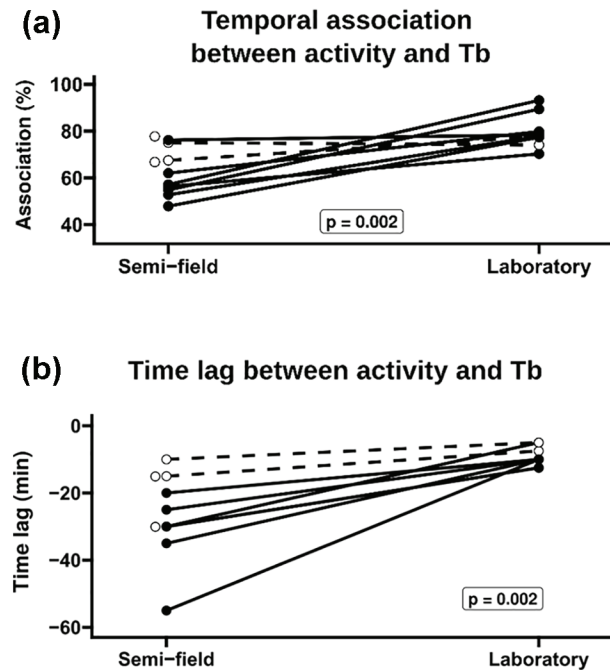 (a)
Temporal association
between activity and Tb
Association (%)
100
80
60
40
p = 0.002
Semi−field
Laboratory
(b)
Time lag between activity and Tb
Time lag (min)
0
−20
−40
−60
p = 0.002
Semi−field
Laboratory